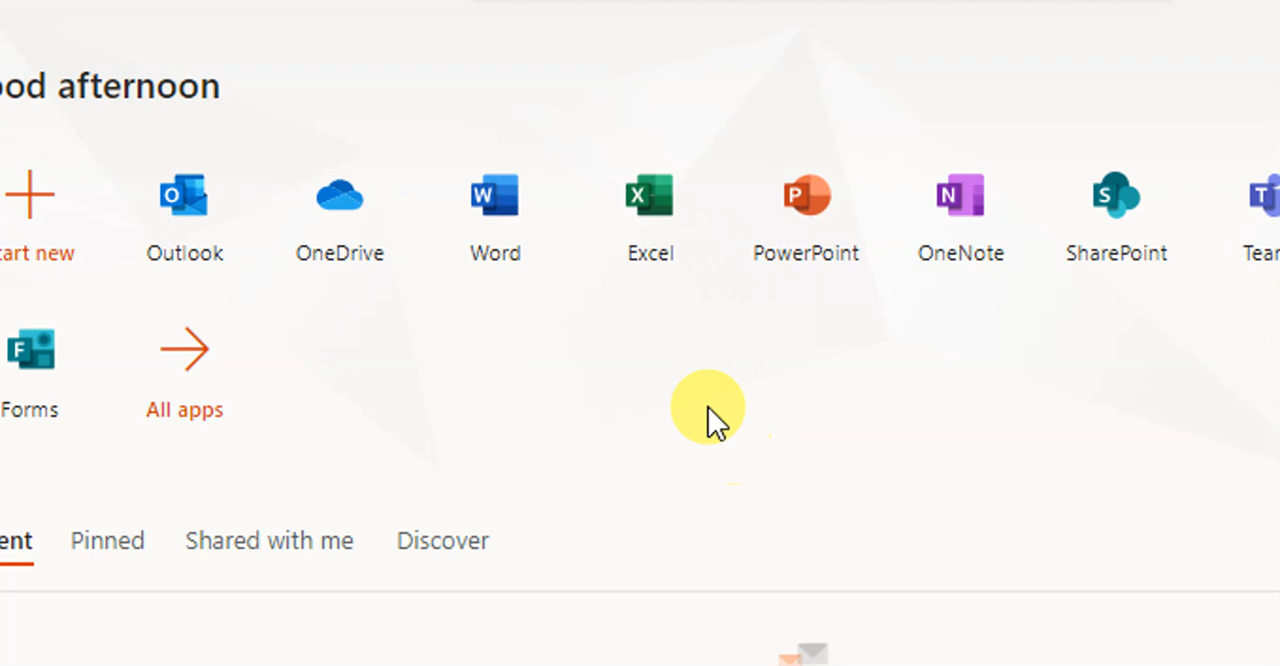 ood afternoon
tart new Outlook OneDrive Word Excel PowerPoint OneNote SharePoint Tear
Forms All apps
ent Pinned Shared with me Discover